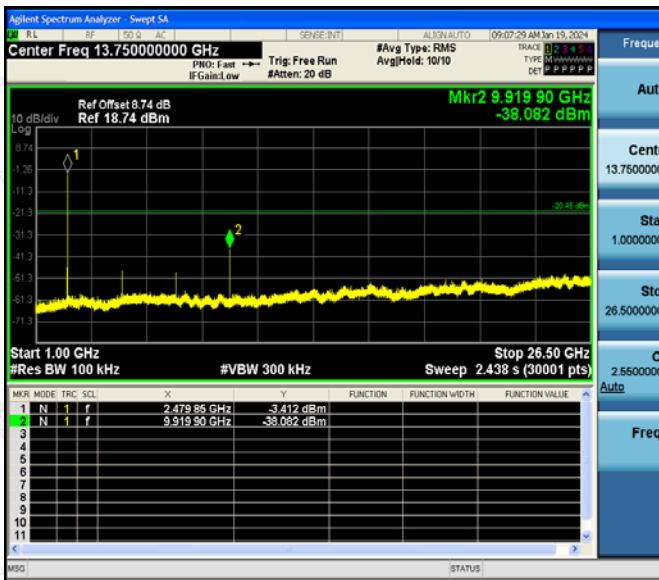 Agilent Spectrum Analyzer - Swept SA
RL RF 50 Ω AC SENSE:INT ALIGN AUTO 09:07:29 AM Jan 19, 2024
Center Freq 13.750000000 GHz
PNO: Fast
IFGain:Low
Trig: Free Run
#Atten: 20 dB
#Avg Type: RMS
Avg|Hold: 10/10
TRACE 1 2 3 4 5 6
TYPE
DET P P P P P P
Ref Offset 8.74 dB
10 dB/div Ref 18.74 dBm
Log
Mkr2 9.919 90 GHz
-38.082 dBm
8.74
-1.26
-11.3
-21.3
-31.3
-41.3
-51.3
-61.3
-71.3
1
2
-20.46 dBm
Start 1.00 GHz Stop 26.50 GHz
#Res BW 100 kHz #VBW 300 kHz Sweep 2.438 s (30001 pts)
MKR MODE TRC SCL X Y FUNCTION FUNCTION WIDTH FUNCTION VALUE
1 N 1 f 2.479 85 GHz -3.412 dBm
2 N 1 f 9.919 90 GHz -38.082 dBm
3
4
5
6
7
8
9
10
11
MSG STATUS
Freque
Aut
Cent
13.750000
Sta
1.0000000
Sto
26.500000
C
2.5500000
Auto
Freq